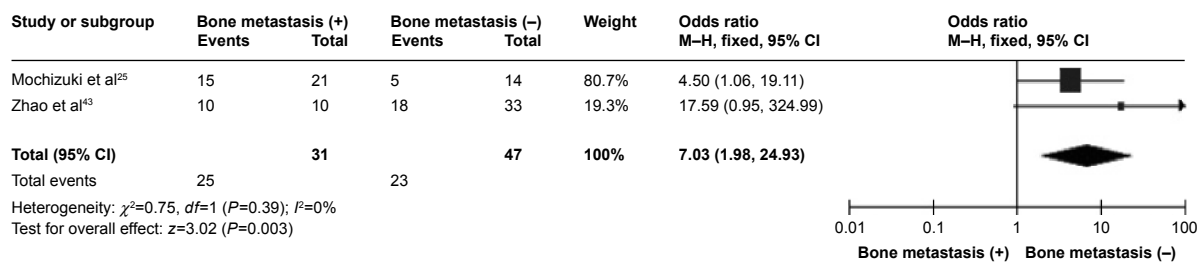 Study or subgroup Bone metastasis (+) Bone metastasis (–) Weight Odds ratio Odds ratio
Events Total Events Total M–H, fixed, 95% CI M–H, fixed, 95% CI
Mochizuki et al²⁵ 15 21 5 14 80.7% 4.50 (1.06, 19.11)
Zhao et al⁴³ 10 10 18 33 19.3% 17.59 (0.95, 324.99)
Total (95% CI) 31 47 100% 7.03 (1.98, 24.93)
Total events 25 23
Heterogeneity: χ²=0.75, df=1 (P=0.39); I²=0%
Test for overall effect: z=3.02 (P=0.003)
0.01 0.1 1 10 100
Bone metastasis (+) Bone metastasis (–)